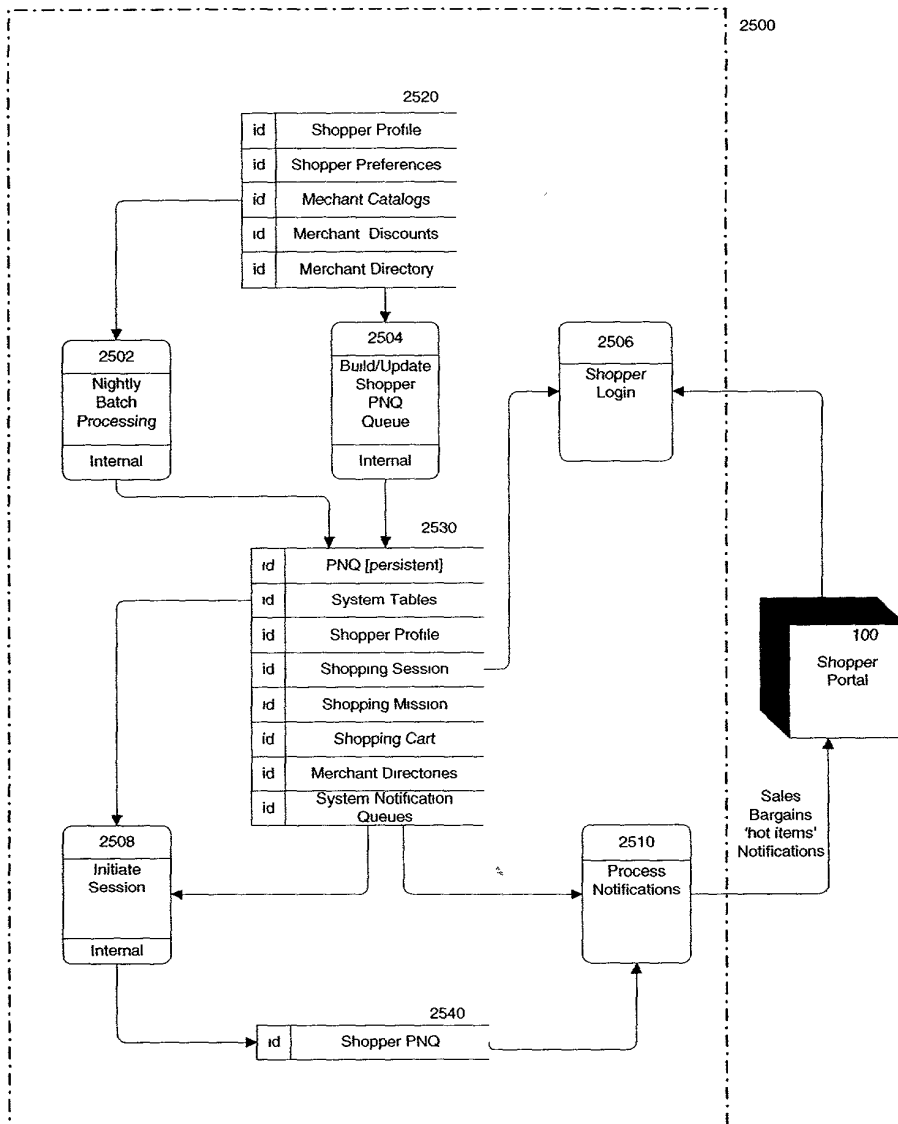 2500
2520
id Shopper Profile
id Shopper Preferences
id Mechant Catalogs
id Merchant Discounts
id Merchant Directory
2502
Nightly
Batch
Processing
Internal
2504
Build/Update
Shopper
PNQ
Queue
Internal
2506
Shopper
Login
2530
id PNQ [persistent]
id System Tables
id Shopper Profile
id Shopping Session
id Shopping Mission
id Shopping Cart
id Merchant Directories
id System Notification
Queues
100
Shopper
Portal
Sales
Bargains
'hot items'
Notifications
2508
Initiate
Session
Internal
2510
Process
Notifications
2540
id Shopper PNQ